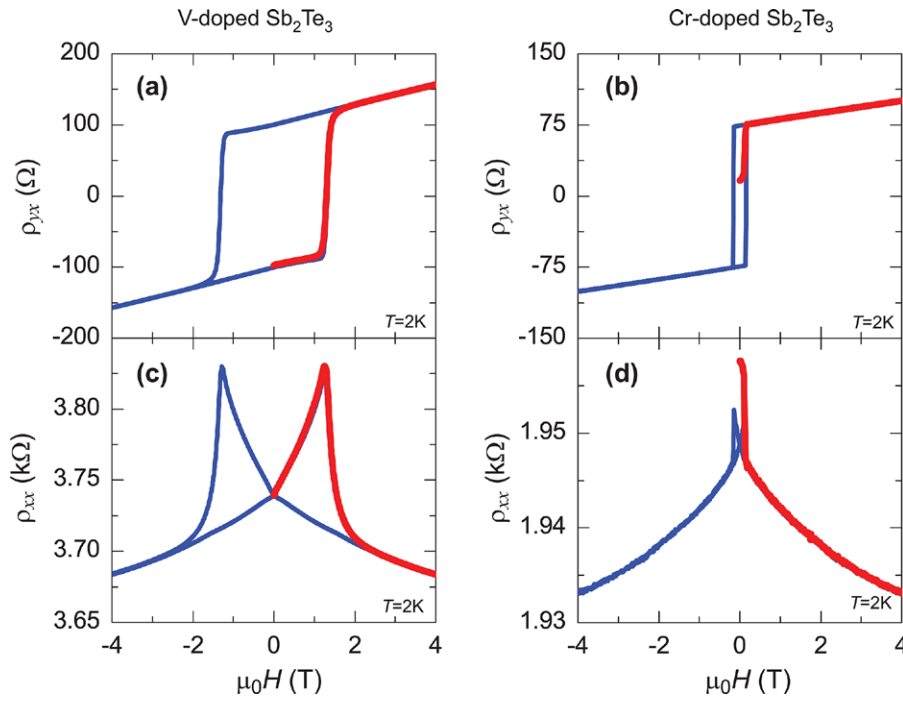 V-doped Sb₂Te₃
Cr-doped Sb₂Te₃
(a)
200
100
0
-100
-200
ρyx (Ω)
T=2K
(b)
150
75
0
-75
-150
ρyx (Ω)
T=2K
(c)
3.80
3.75
3.70
3.65
ρxx (kΩ)
T=2K
-4 -2 0 2 4
μ₀H (T)
(d)
1.95
1.94
1.93
ρxx (kΩ)
T=2K
-4 -2 0 2 4
μ₀H (T)